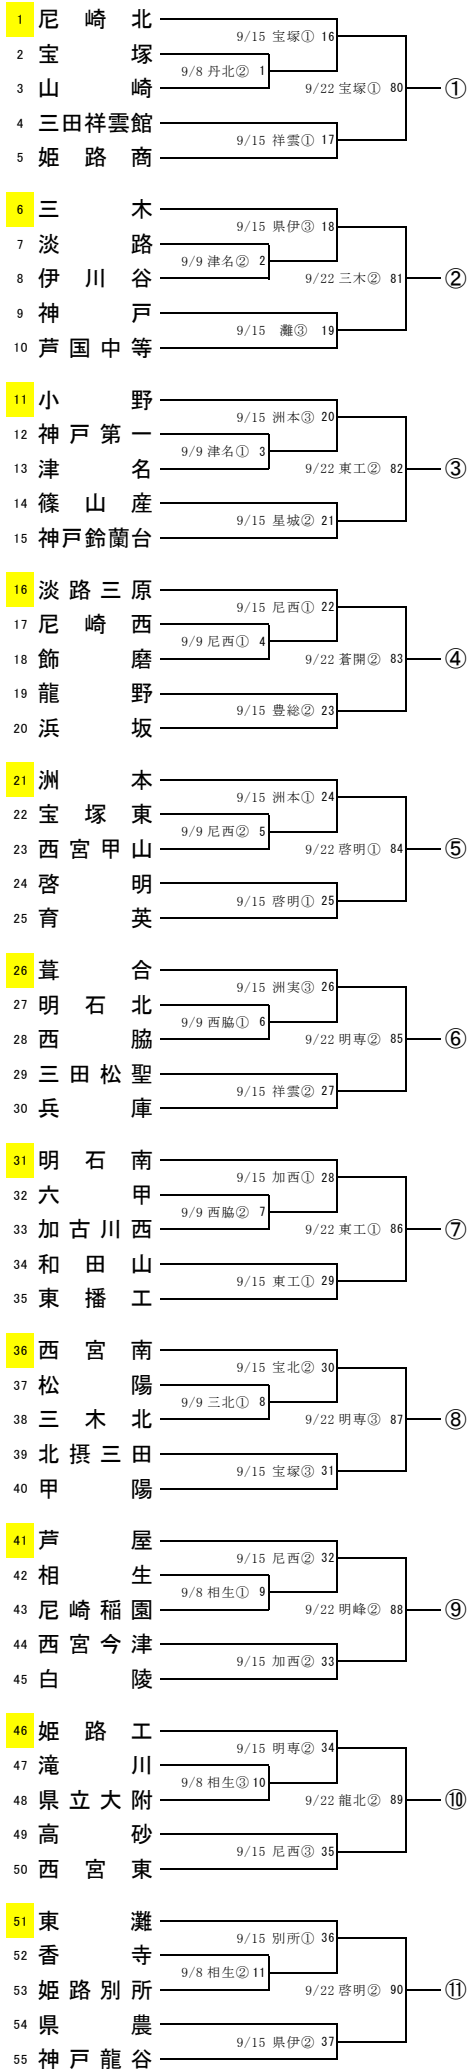 1 尼崎北
9/15 宝塚① 16
2 宝塚
9/8 丹北② 1
3 山崎
9/22 宝塚① 80
①
4 三田祥雲館
9/15 祥雲① 17
5 姫路商
6 三木
9/15 県伊③ 18
7 淡路
9/9 津名② 2
8 伊川谷
9/22 三木② 81
②
9 神戸
9/15 灘③ 19
10 芦国中等
11 小野
9/15 洲本③ 20
12 神戸第一
9/9 津名① 3
13 津名
9/22 東工② 82
③
14 篠山産
9/15 星城② 21
15 神戸鈴蘭台
16 淡路三原
9/15 尼西① 22
17 尼崎西
9/9 尼西① 4
18 飾磨
9/22 蒼開② 83
④
19 龍野
9/15 豊総② 23
20 浜坂
21 洲本
9/15 洲本① 24
22 宝塚東
9/9 尼西② 5
23 西宮甲山
9/22 啓明① 84
⑤
24 啓明
9/15 啓明① 25
25 育英
26 葺合
9/15 洲実③ 26
27 明石北
9/9 西脇① 6
28 西脇
9/22 明専② 85
⑥
29 三田松聖
9/15 祥雲② 27
30 兵庫
31 明石南
9/15 加西① 28
32 六甲
9/9 西脇② 7
33 加古川西
9/22 東工① 86
⑦
34 和田山
9/15 東工① 29
35 東播工
36 西宮南
9/15 宝北② 30
37 松陽
9/9 三北① 8
38 三木北
9/22 明専③ 87
⑧
39 北摂三田
9/15 宝塚③ 31
40 甲陽
41 芦屋
9/15 尼西② 32
42 相生
9/8 相生① 9
43 尼崎稲園
9/22 明峰② 88
⑨
44 西宮今津
9/15 加西② 33
45 白陵
46 姫路工
9/15 明専② 34
47 滝川
9/8 相生③ 10
48 県立大附
9/22 龍北② 89
⑩
49 高砂
9/15 尼西③ 35
50 西宮東
51 東灘
9/15 別所① 36
52 香寺
9/8 相生② 11
53 姫路別所
9/22 啓明② 90
⑪
54 県農
9/15 県伊② 37
55 神戸龍谷